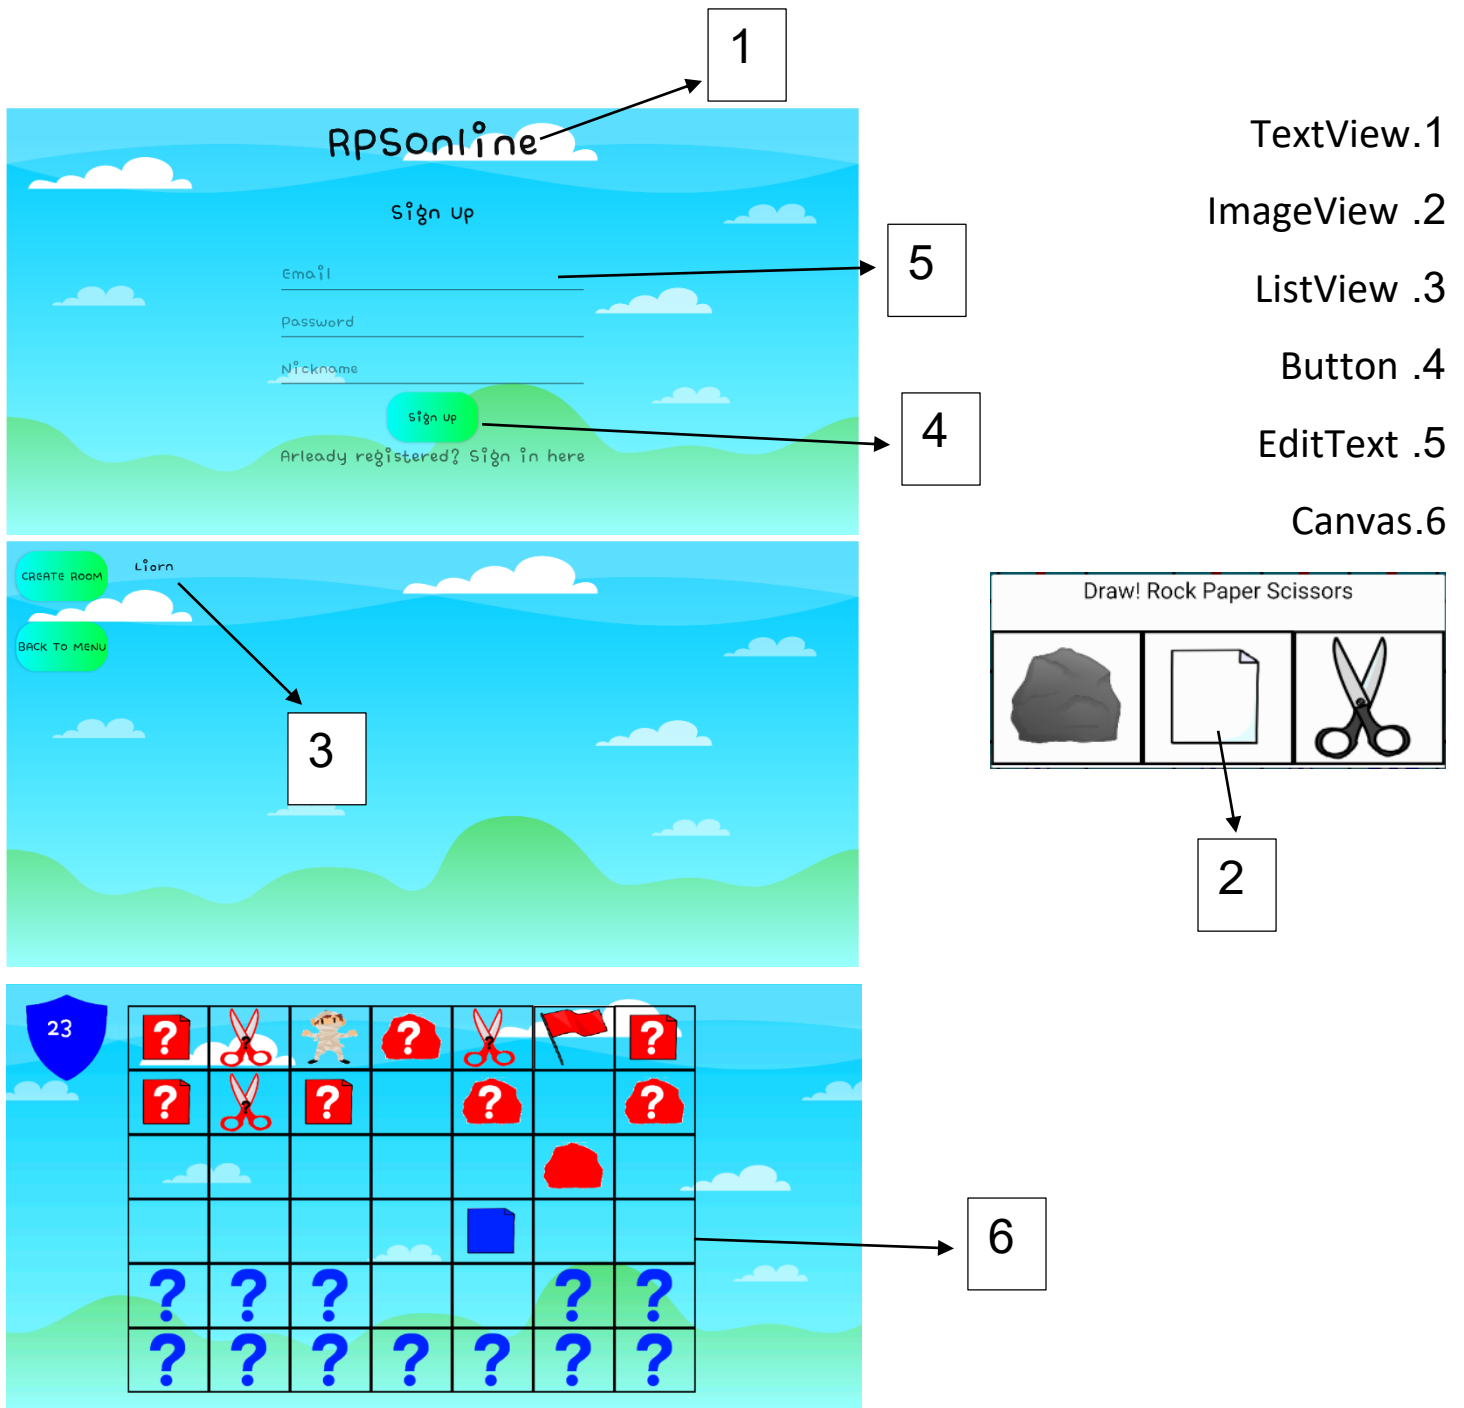 1
RPSonline
Sign up
Email
Password
Nickname
Sign up
Arleady registered? Sign in here
5
4
TextView.1
ImageView .2
ListView .3
Button .4
EditText .5
Canvas.6
CREATE ROOM
Liorn
BACK TO MENU
3
Draw! Rock Paper Scissors
2
23
? ? ? ? ? ?
? ? ? ? ?
? ? ? ? ?
? ? ? ? ? ? ?
6